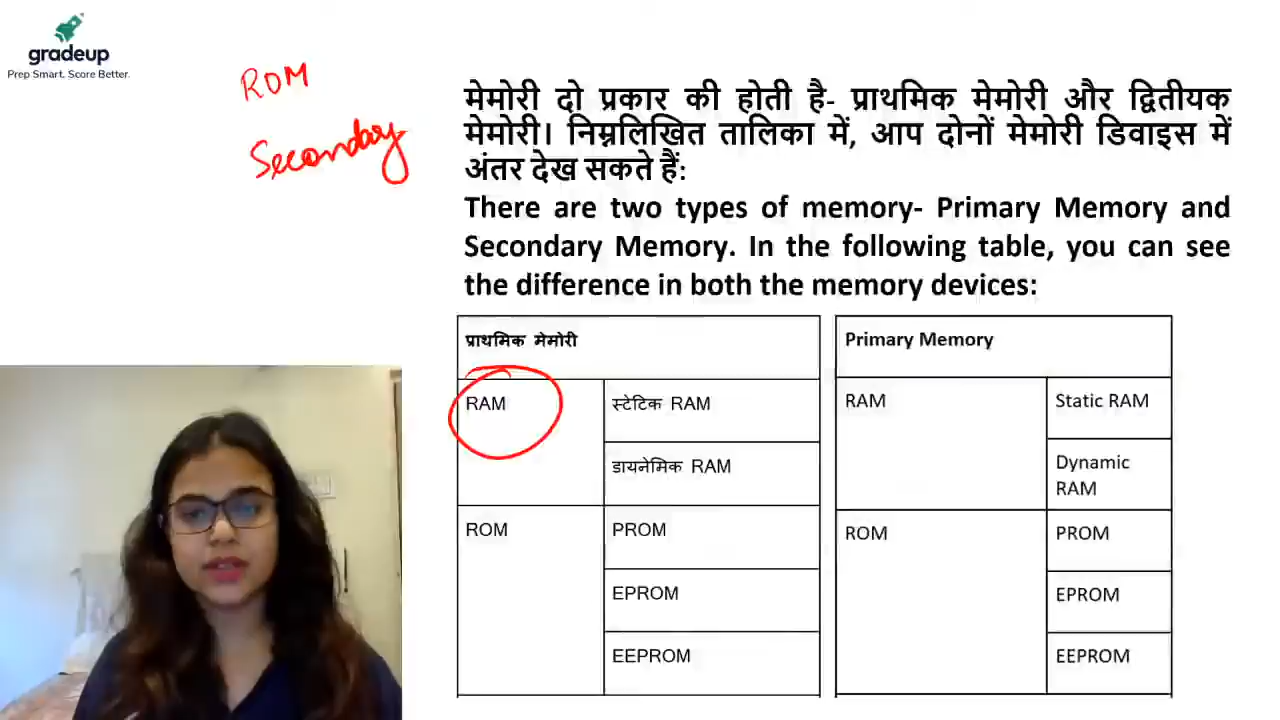 gradeup
Prep Smart. Score Better.
ROM
Secondary
मेमोरी दो प्रकार की होती है- प्राथमिक मेमोरी और द्वितीयक
मेमोरी। निम्नलिखित तालिका में, आप दोनों मेमोरी डिवाइस में
अंतर देख सकते हैं:
There are two types of memory- Primary Memory and
Secondary Memory. In the following table, you can see
the difference in both the memory devices:
प्राथमिक मेमोरी
RAM
स्टेटिक RAM
डायनेमिक RAM
ROM
PROM
EPROM
EEPROM
Primary Memory
RAM
Static RAM
Dynamic
RAM
ROM
PROM
EPROM
EEPROM